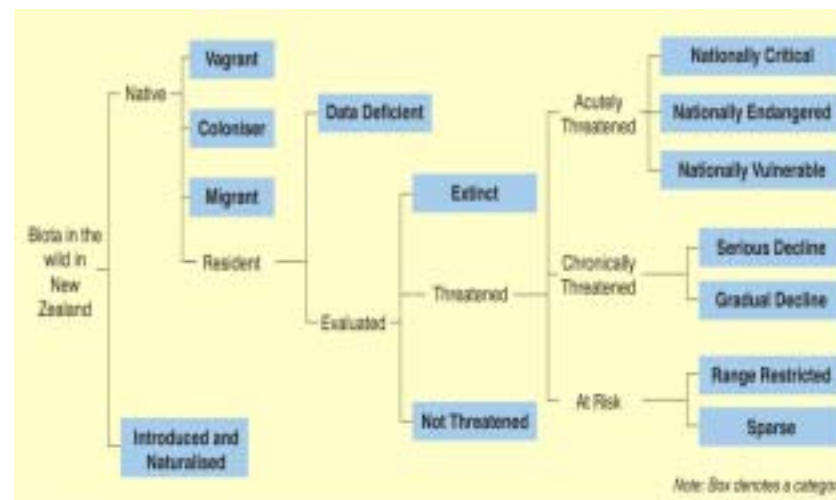 Vagrant
Native
Coloniser
Migrant
Resident
Biota in the
wild in
New
Zealand
Introduced and
Naturalised
Data Deficient
Evaluated
Extinct
Threatened
Not Threatened
Acutely
Threatened
Nationally Critical
Nationally Endangered
Nationally Vulnerable
Chronically
Threatened
Serious Decline
Gradual Decline
At Risk
Range Restricted
Sparse
Note: Box denotes a categor